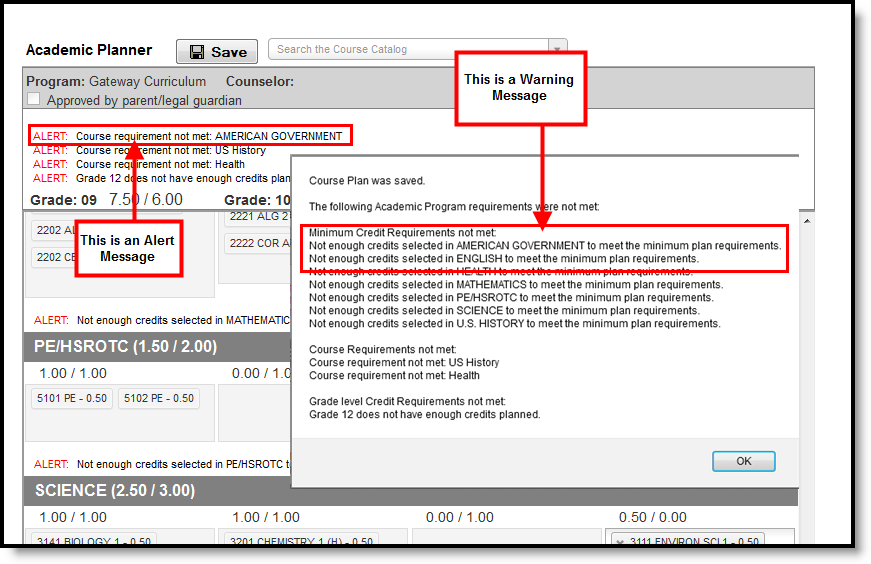 Academic Planner
Save
Search the Course Catalog
Program: Gateway Curriculum Counselor:
Approved by parent/legal guardian
This is a Warning
Message
ALERT: Course requirement not met: AMERICAN GOVERNMENT
ALERT: Course requirement not met: US History
ALERT: Course requirement not met: Health
ALERT: Grade 12 does not have enough credits plan
Grade: 09 7.50 / 6.00 Grade: 10
2202
2202
This is an Alert
Message
2221 ALG 2
2222 COR A
Course Plan was saved.
The following Academic Program requirements were not met:
Minimum Credit Requirements not met:
Not enough credits selected in AMERICAN GOVERNMENT to meet the minimum plan requirements.
Not enough credits selected in ENGLISH to meet the minimum plan requirements.
Not enough credits selected in HEALTH to meet the minimum plan requirements.
Not enough credits selected in MATHEMATICS to meet the minimum plan requirements.
Not enough credits selected in PE/HSROTC to meet the minimum plan requirements.
Not enough credits selected in SCIENCE to meet the minimum plan requirements.
Not enough credits selected in U.S. HISTORY to meet the minimum plan requirements.
Course Requirements not met:
Course requirement not met: US History
Course requirement not met: Health
Grade level Credit Requirements not met:
Grade 12 does not have enough credits planned.
OK
ALERT: Not enough credits selected in MATHEMATIC
PE/HSROTC (1.50 / 2.00)
1.00 / 1.00 0.00 / 1.0
5101 PE - 0.50 5102 PE - 0.50
ALERT: Not enough credits selected in PE/HSROTC t
SCIENCE (2.50 / 3.00)
1.00 / 1.00 1.00 / 1.00 0.00 / 1.00 0.50 / 0.00
3141 BIOLOGY 1 - 0.50 3201 CHEMISTRY 1 (H) - 0.50 3111 ENVIRON SCI 1 - 0.50